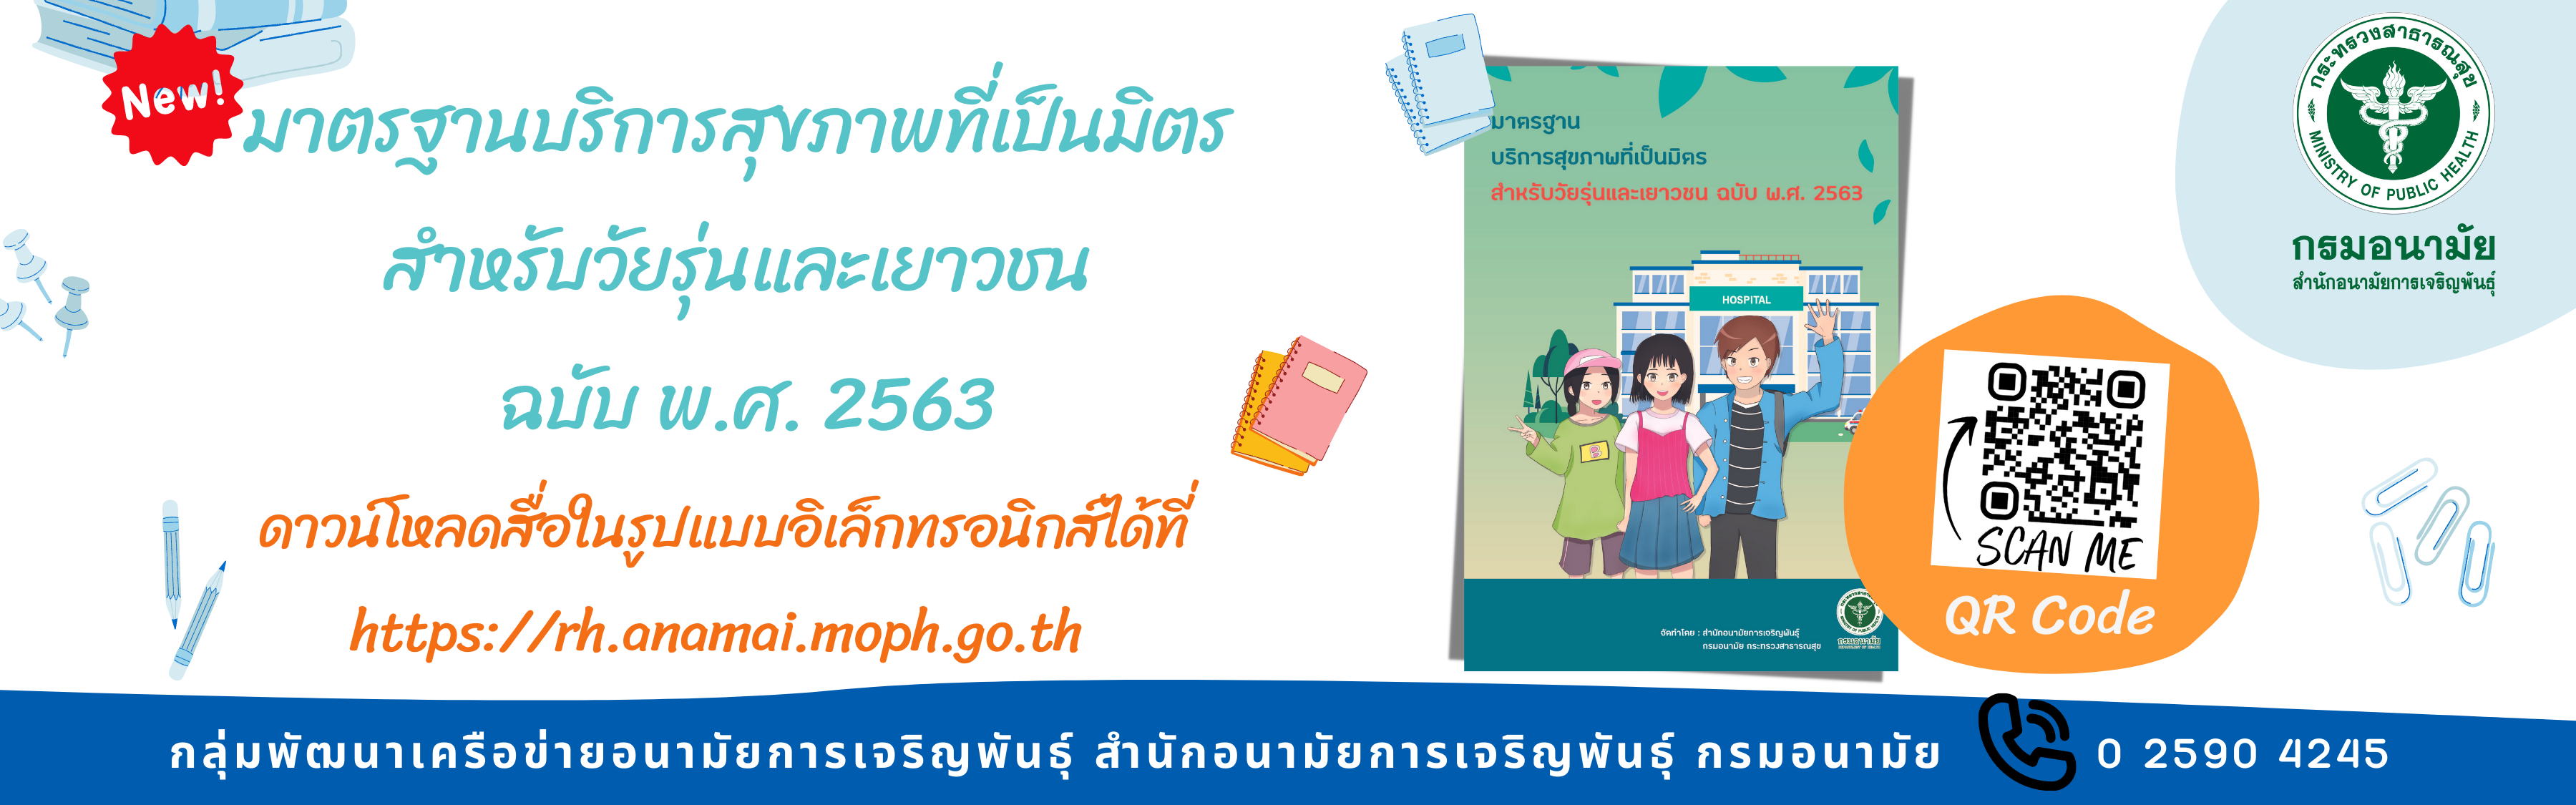 New!
มาตรฐานบริการสุขภาพที่เป็นมิตร
สำหรับวัยรุ่นและเยาวชน
ฉบับ พ.ศ. 2563
ดาวน์โหลดสื่อในรูปแบบอิเล็กทรอนิกส์ได้ที่
https://rh.anamai.moph.go.th
มาตรฐาน
บริการสุขภาพที่เป็นมิตร
สำหรับวัยรุ่นและเยาวชน ฉบับ พ.ศ. 2563
HOSPITAL
จัดทำโดย : สำนักอนามัยการเจริญพันธุ์
กรมอนามัย กระทรวงสาธารณสุข
กรมอนามัย
กระทรวงสาธารณสุข
MINISTRY OF PUBLIC HEALTH
กรมอนามัย
สำนักอนามัยการเจริญพันธุ์
SCAN ME
QR Code
กลุ่มพัฒนาเครือข่ายอนามัยการเจริญพันธุ์ สำนักอนามัยการเจริญพันธุ์ กรมอนามัย 0 2590 4245